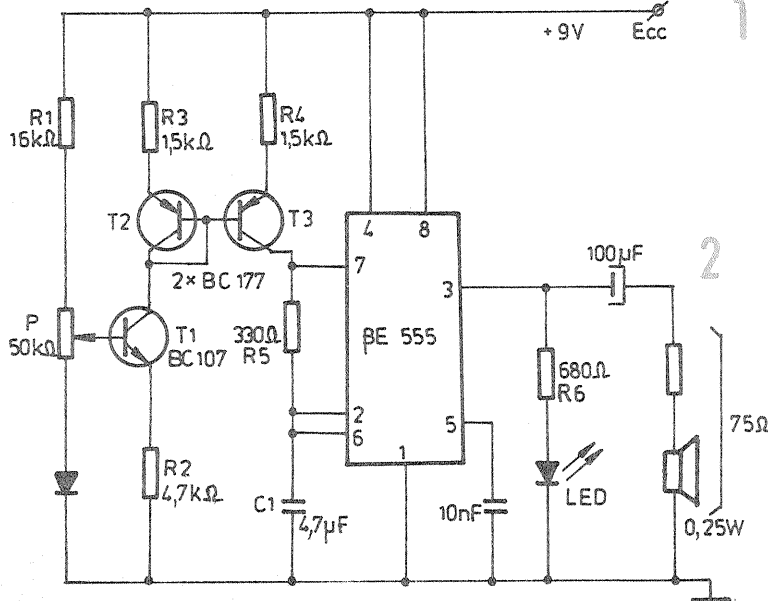 1
+9V
Ecc
R1
16kΩ
R3
1,5kΩ
R4
1,5kΩ
T2
T3
4
8
2
2× BC 177
7
100µF
3
P
50kΩ
T1
BC107
330Ω
R5
βE 555
680Ω
R6
2
6
5
75Ω
1
R2
4,7kΩ
C1
4,7µF
10nF
LED
0,25W